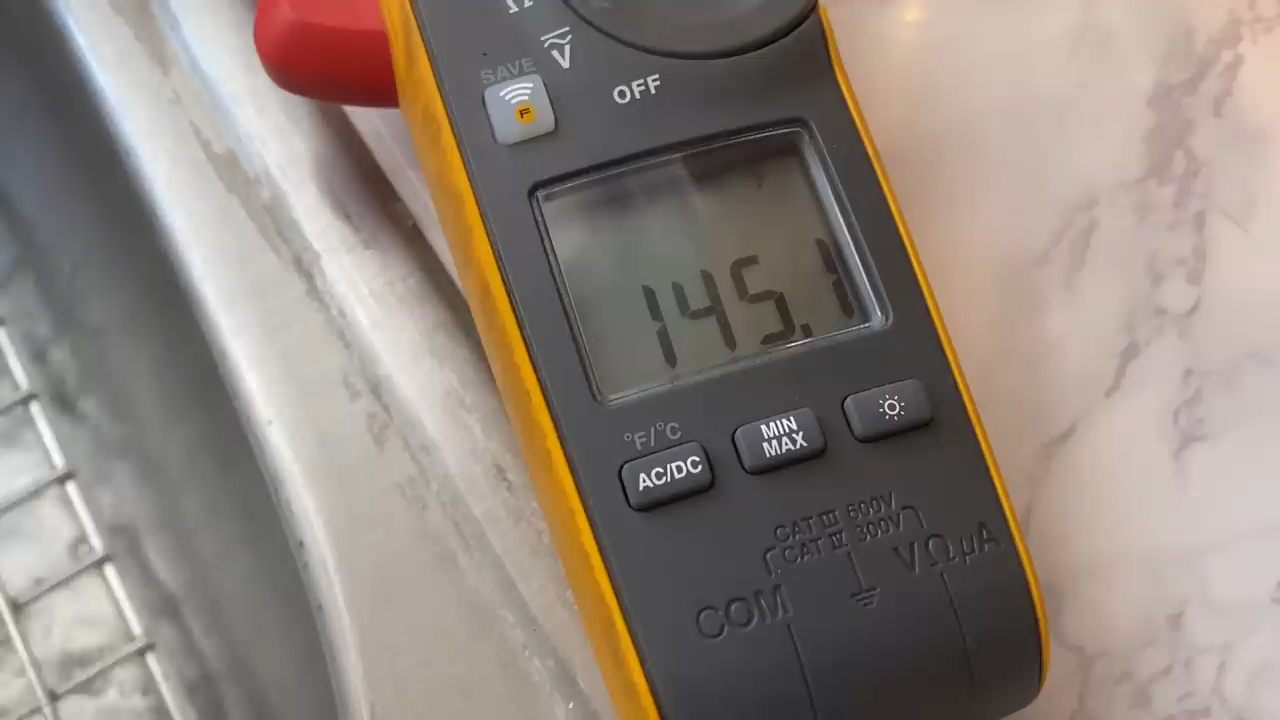 Ω
V
SAVE
F
OFF
145.1
°F/°C
AC/DC
MIN
MAX
CAT III 600V
CAT IV 300V
COM
VΩµA